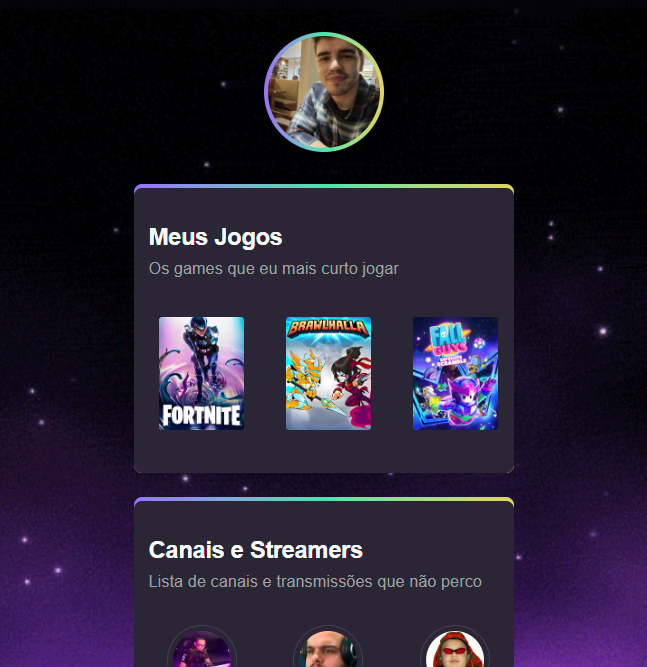 Meus Jogos
Os games que eu mais curto jogar
FORTNITE
BRAWLHALLA
FALL
GUYS
Canais e Streamers
Lista de canais e transmissões que não perco